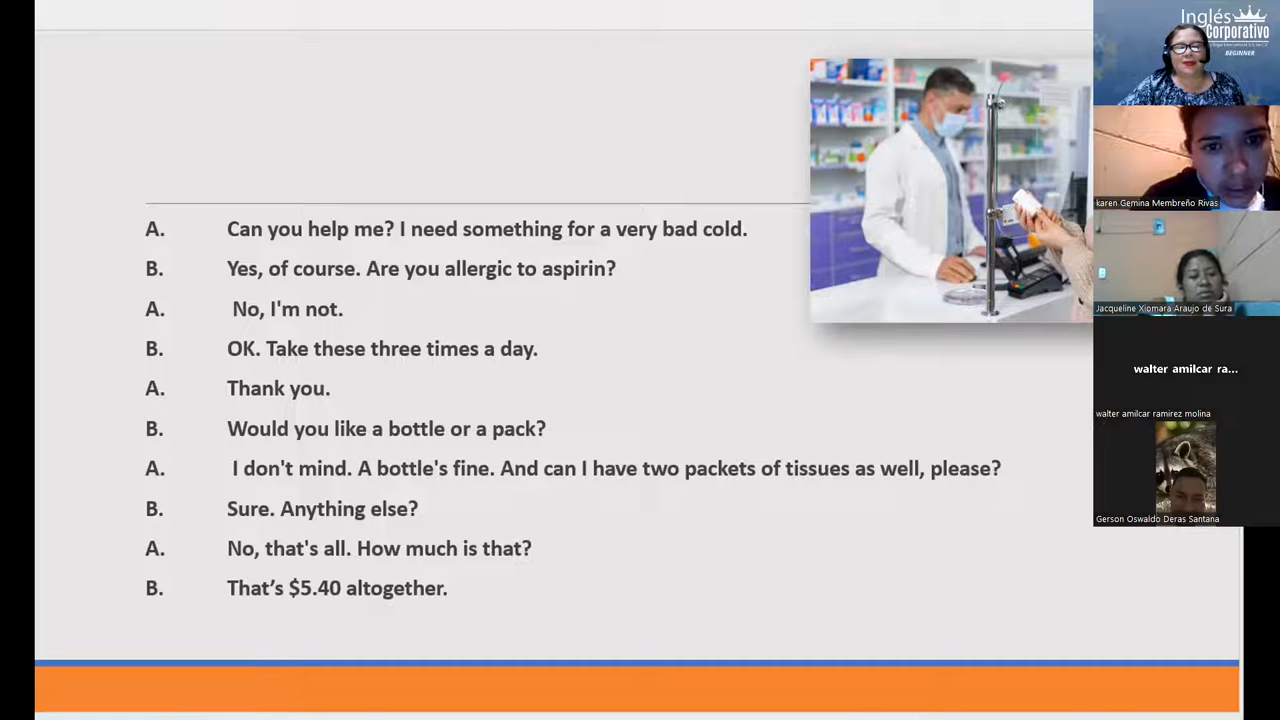 A. Can you help me? I need something for a very bad cold.
B. Yes, of course. Are you allergic to aspirin?
A. No, I'm not.
B. OK. Take these three times a day.
A. Thank you.
B. Would you like a bottle or a pack?
A. I don't mind. A bottle's fine. And can I have two packets of tissues as well, please?
B. Sure. Anything else?
A. No, that's all. How much is that?
B. That’s $5.40 altogether.
Inglés
Corporativo
BEGINNER
karen Gemina Membreño Rivas
Jacqueline Xiomara Araujo de Sura
walter amilcar ra...
walter amilcar ramirez molina
Gerson Oswaldo Deras Santana